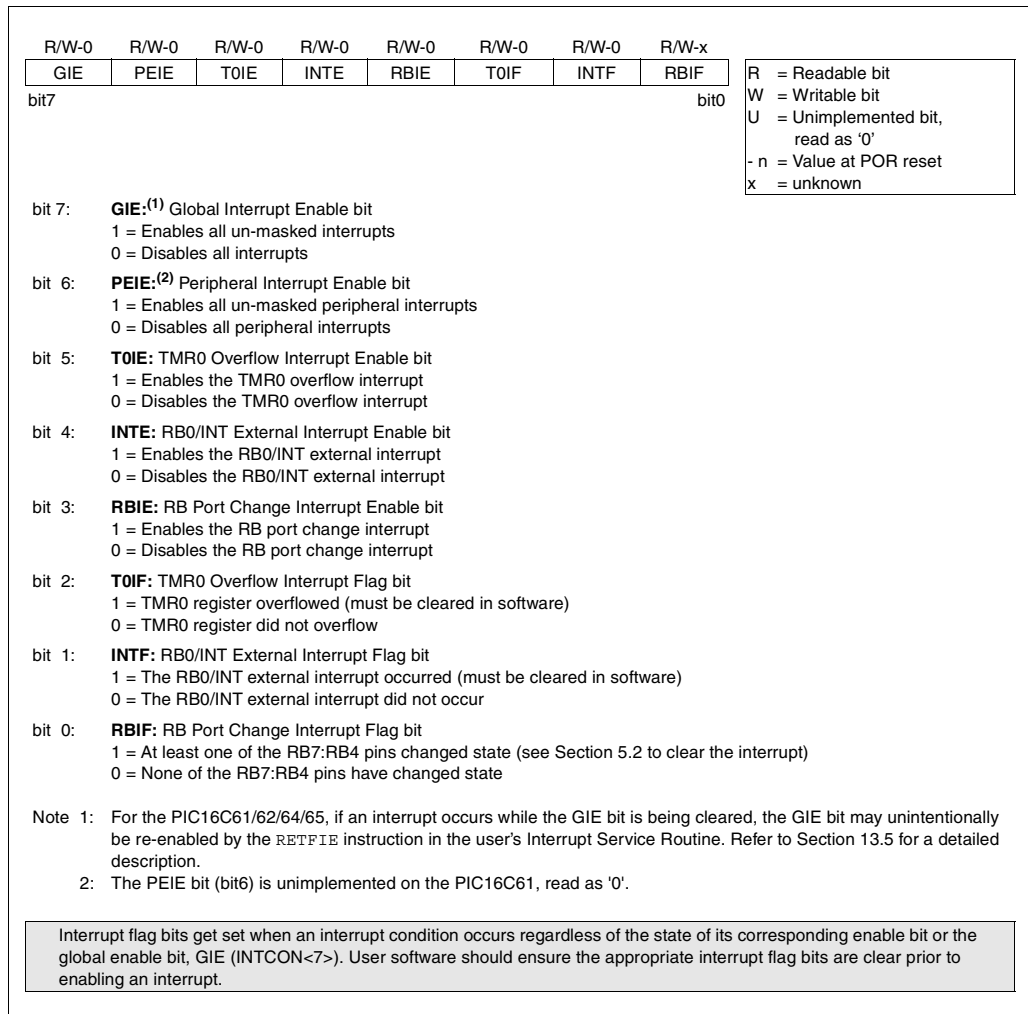 R/W-0 R/W-0 R/W-0 R/W-0 R/W-0 R/W-0 R/W-0 R/W-x
GIE PEIE T0IE INTE RBIE T0IF INTF RBIF
bit7 bit0
R = Readable bit
W = Writable bit
U = Unimplemented bit,
read as ‘0’
- n = Value at POR reset
x = unknown
bit 7: GIE:(1) Global Interrupt Enable bit
1 = Enables all un-masked interrupts
0 = Disables all interrupts
bit 6: PEIE:(2) Peripheral Interrupt Enable bit
1 = Enables all un-masked peripheral interrupts
0 = Disables all peripheral interrupts
bit 5: T0IE: TMR0 Overflow Interrupt Enable bit
1 = Enables the TMR0 overflow interrupt
0 = Disables the TMR0 overflow interrupt
bit 4: INTE: RB0/INT External Interrupt Enable bit
1 = Enables the RB0/INT external interrupt
0 = Disables the RB0/INT external interrupt
bit 3: RBIE: RB Port Change Interrupt Enable bit
1 = Enables the RB port change interrupt
0 = Disables the RB port change interrupt
bit 2: T0IF: TMR0 Overflow Interrupt Flag bit
1 = TMR0 register overflowed (must be cleared in software)
0 = TMR0 register did not overflow
bit 1: INTF: RB0/INT External Interrupt Flag bit
1 = The RB0/INT external interrupt occurred (must be cleared in software)
0 = The RB0/INT external interrupt did not occur
bit 0: RBIF: RB Port Change Interrupt Flag bit
1 = At least one of the RB7:RB4 pins changed state (see Section 5.2 to clear the interrupt)
0 = None of the RB7:RB4 pins have changed state
Note 1: For the PIC16C61/62/64/65, if an interrupt occurs while the GIE bit is being cleared, the GIE bit may unintentionally
be re-enabled by the RETFIE instruction in the user’s Interrupt Service Routine. Refer to Section 13.5 for a detailed
description.
2: The PEIE bit (bit6) is unimplemented on the PIC16C61, read as '0'.
Interrupt flag bits get set when an interrupt condition occurs regardless of the state of its corresponding enable bit or the
global enable bit, GIE (INTCON<7>). User software should ensure the appropriate interrupt flag bits are clear prior to
enabling an interrupt.